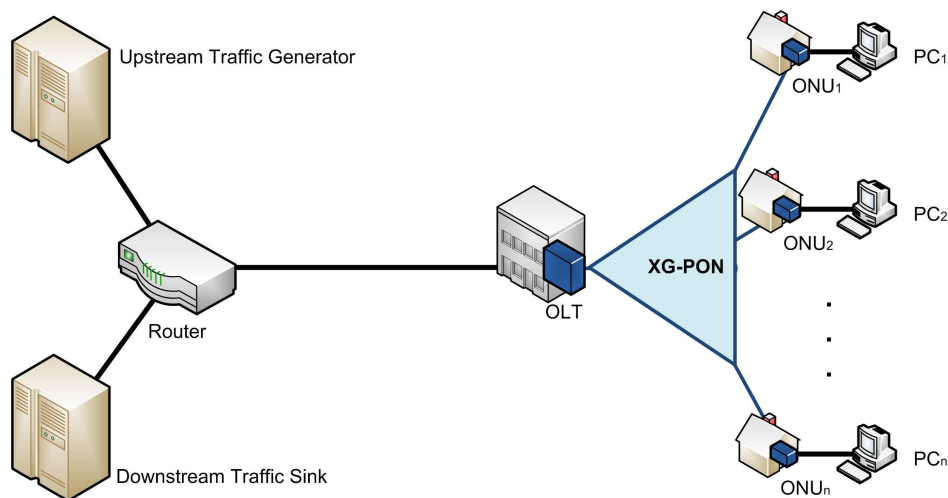 Upstream Traffic Generator
ONU₁
PC₁
ONU₂
PC₂
XG-PON
Router
OLT
Downstream Traffic Sink
ONUₙ
PCₙ